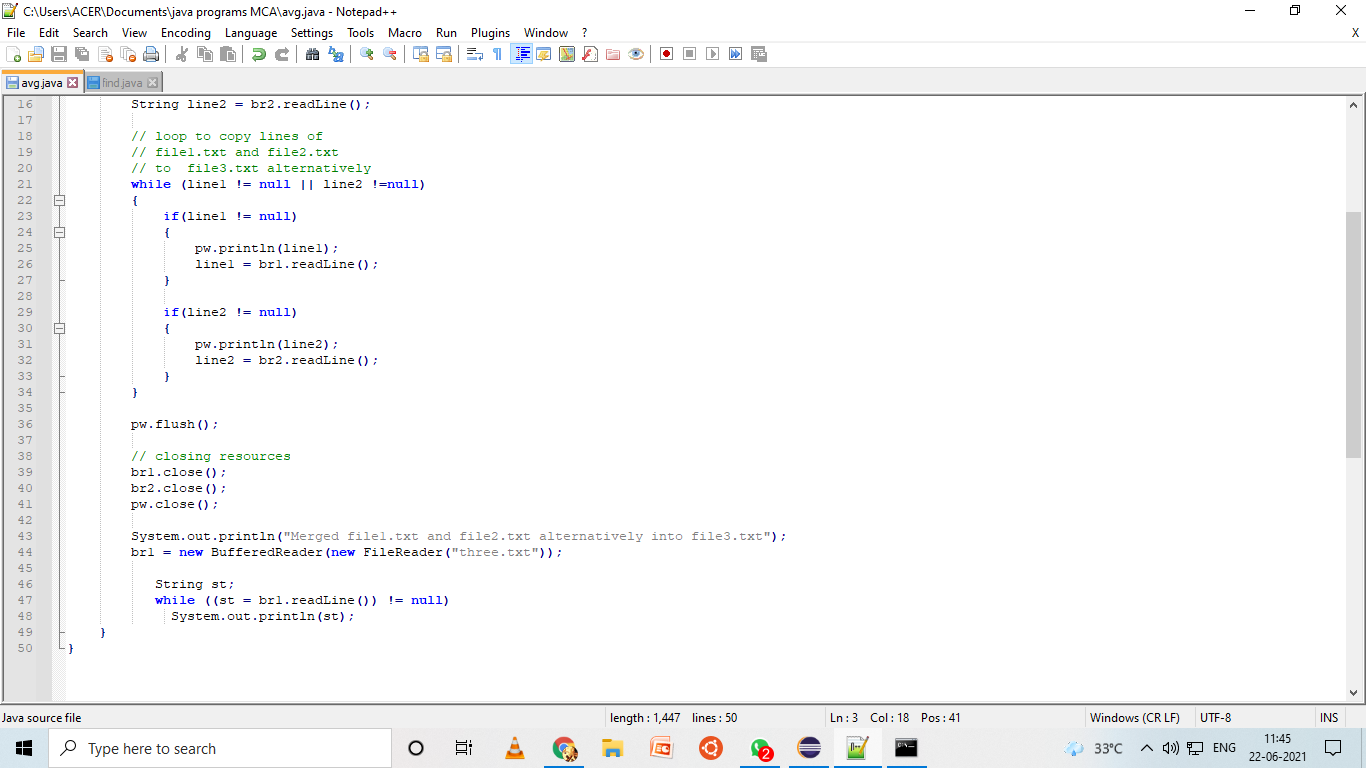 C:\Users\ACER\Documents\java programs MCA\avg.java - Notepad++
File Edit Search View Encoding Language Settings Tools Macro Run Plugins Window ? X
avg.java find.java
16 String line2 = br2.readLine();
17
18 // loop to copy lines of
19 // file1.txt and file2.txt
20 // to  file3.txt alternatively
21 while (line1 != null || line2 !=null)
22 {
23 if(line1 != null)
24 {
25 pw.println(line1);
26 line1 = br1.readLine();
27 }
28
29 if(line2 != null)
30 {
31 pw.println(line2);
32 line2 = br2.readLine();
33 }
34 }
35
36 pw.flush();
37
38 // closing resources
39 br1.close();
40 br2.close();
41 pw.close();
42
43 System.out.println("Merged file1.txt and file2.txt alternatively into file3.txt");
44 br1 = new BufferedReader(new FileReader("three.txt"));
45
46 String st;
47 while ((st = br1.readLine()) != null)
48 System.out.println(st);
49 }
50 }
Java source file length : 1,447 lines : 50 Ln : 3 Col : 18 Pos : 41 Windows (CR LF) UTF-8 INS
Type here to search 2 33°C ENG 11:45
22-06-2021